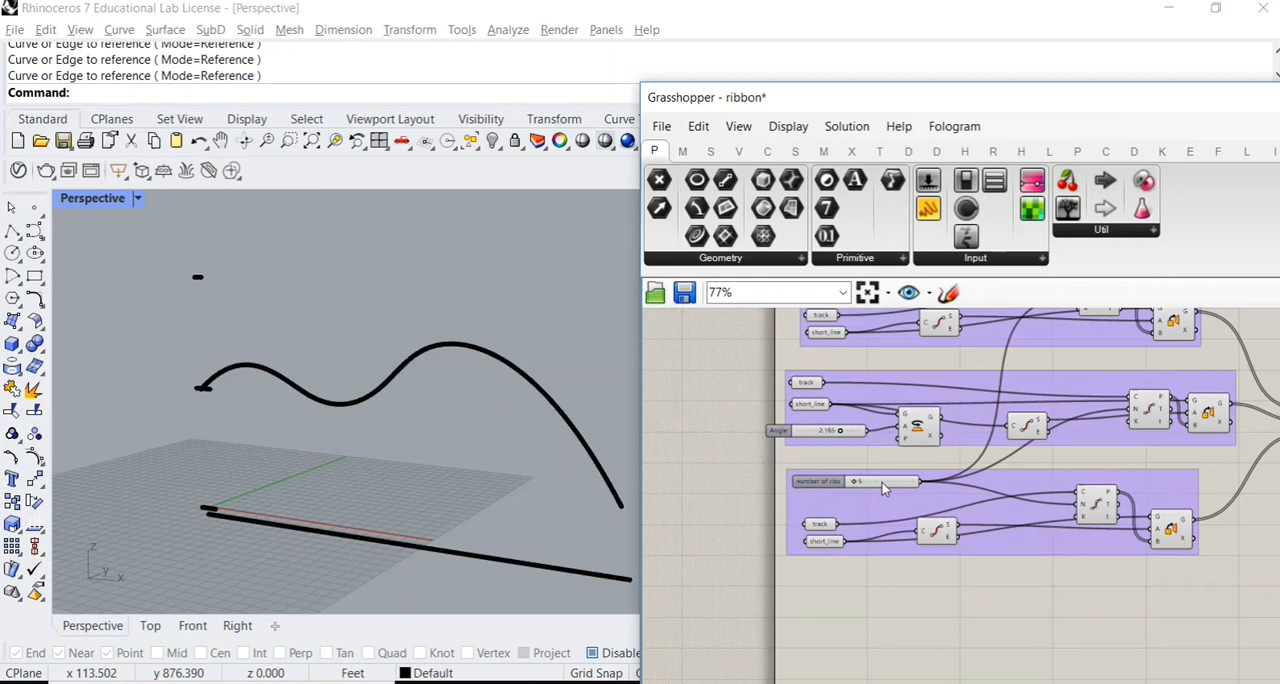 Rhinoceros 7 Educational Lab License - [Perspective]
File Edit View Curve Surface SubD Solid Mesh Dimension Transform Tools Analyze Render Panels Help
Curve or Edge to reference ( Mode=Reference )
Curve or Edge to reference ( Mode=Reference )
Curve or Edge to reference ( Mode=Reference )
Command:
Standard CPlanes Set View Display Select Viewport Layout Visibility Transform Curve
Perspective
z
y
x
Perspective Top Front Right
End Near Point Mid Cen Int Perp Tan Quad Knot Vertex Project Disable
CPlane x 113.502 y 876.390 z 0.000 Feet Default Grid Snap
Grasshopper - ribbon*
File Edit View Display Solution Help Fologram
P M S V C S M X T D D H R H L P C D K E F L I
Geometry Primitive Input Util
77%
track
short_line
C S
A
B
G
X
track
short_line
Angle 2.165
G
A
P
G
X
C S
C
N
K
P
T
t
G
A
B
G
X
number of ribs 5
track
short_line
C S
C
N
K
P
T
t
G
A
B
G
X